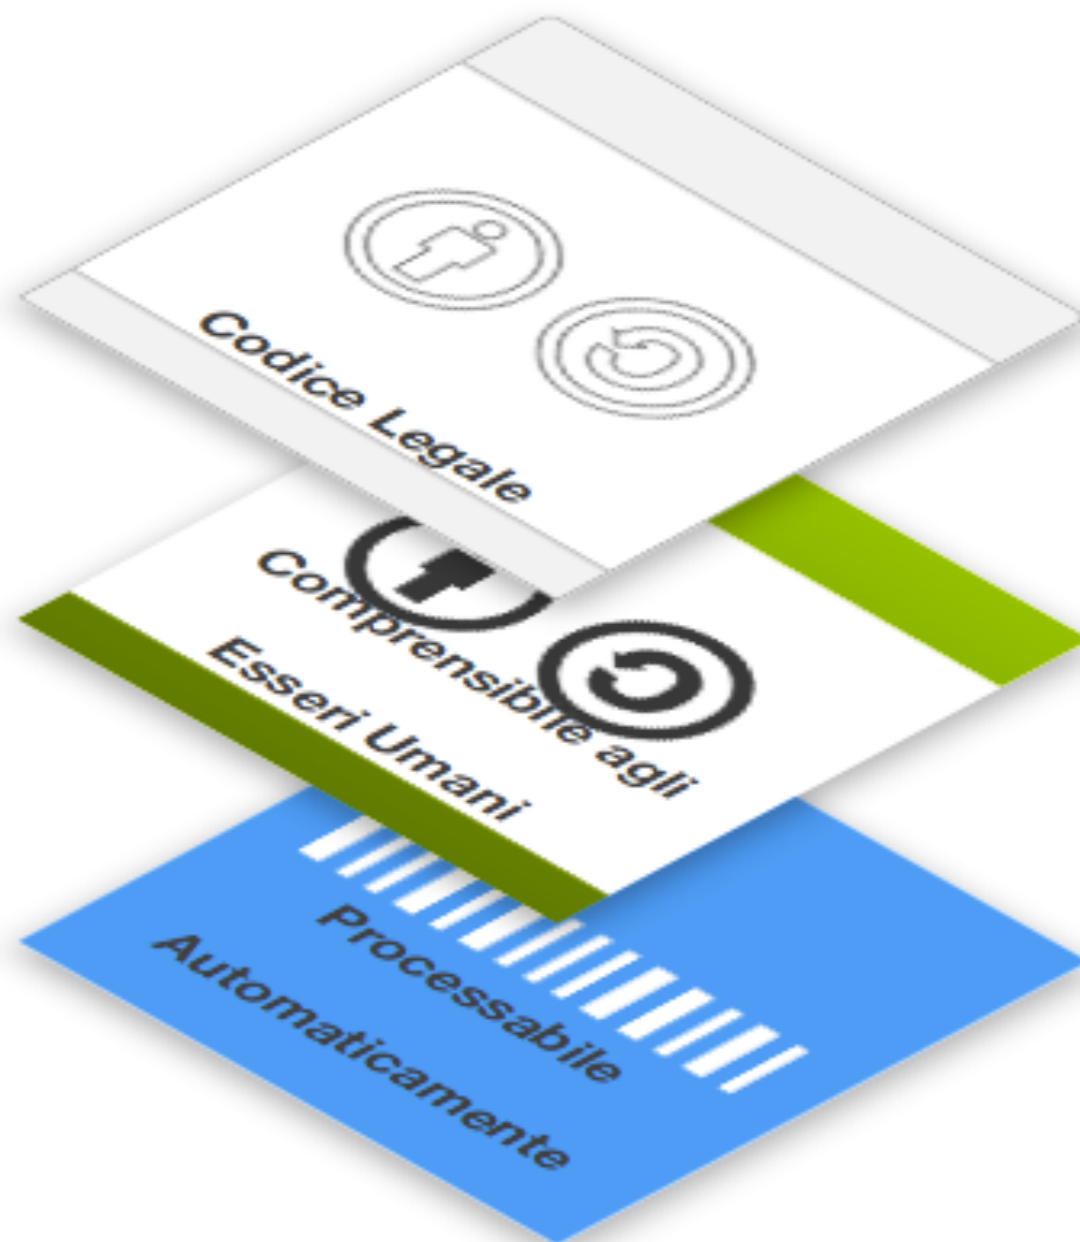 Codice Legale
Comprensibile agli
Esseri Umani
Processabile
Automaticamente